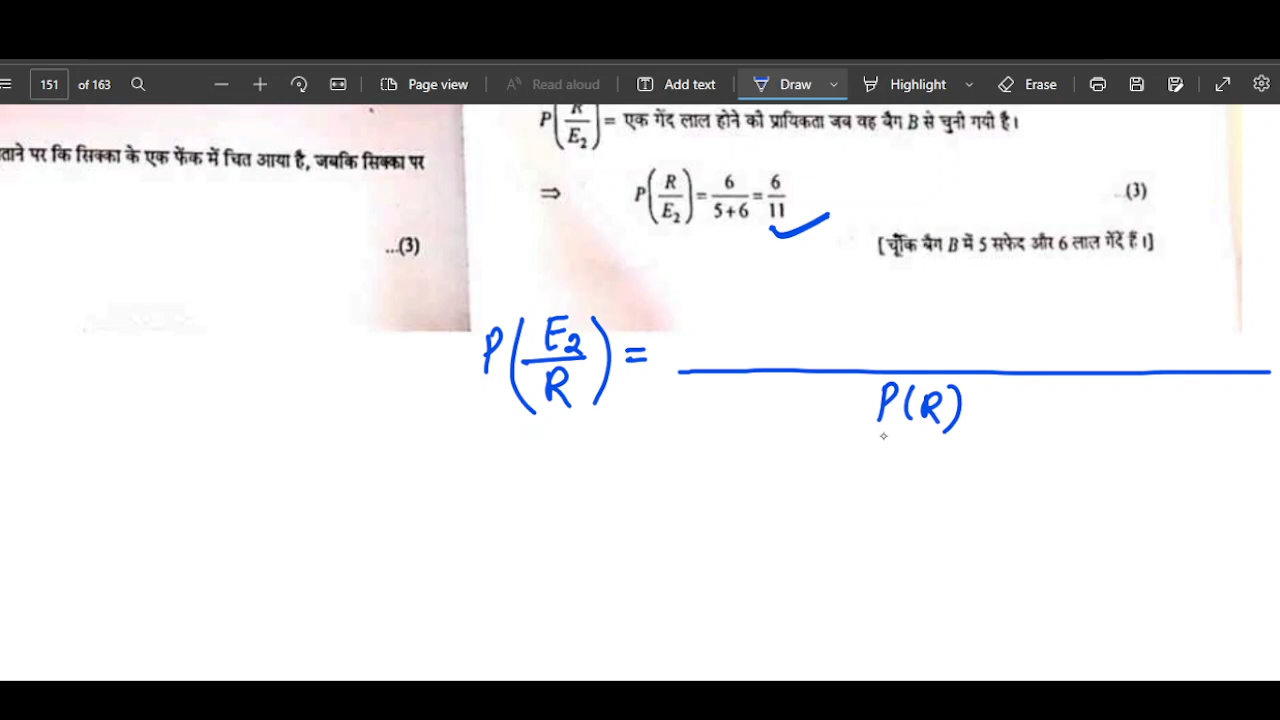 151 of 163 Page view Read aloud Add text Draw Highlight Erase
ताने पर कि सिक्का के एक फेंक में चित आया है, जबकि सिक्का पर
...(3)
P(R/E₂) = एक गेंद लाल होने की प्रायिकता जब वह बैग B से चुनी गयी है।
⇒ P(R/E₂) = 6/5+6 = 6/11 ...(3)
[चूँकि बैग B में 5 सफेद और 6 लाल गेंदें हैं।]
P(E₂/R) =
P(R)